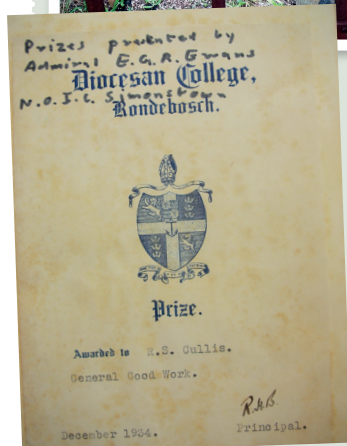 Prizes presented by
Admiral E.G.R. Evans
Diocesan College,
N.O.I.C. Simonstown
Rondebosch.
Prize.
Awarded to R.S. Cullis.
General Good Work.
R.H.B.
December 1934. Principal.